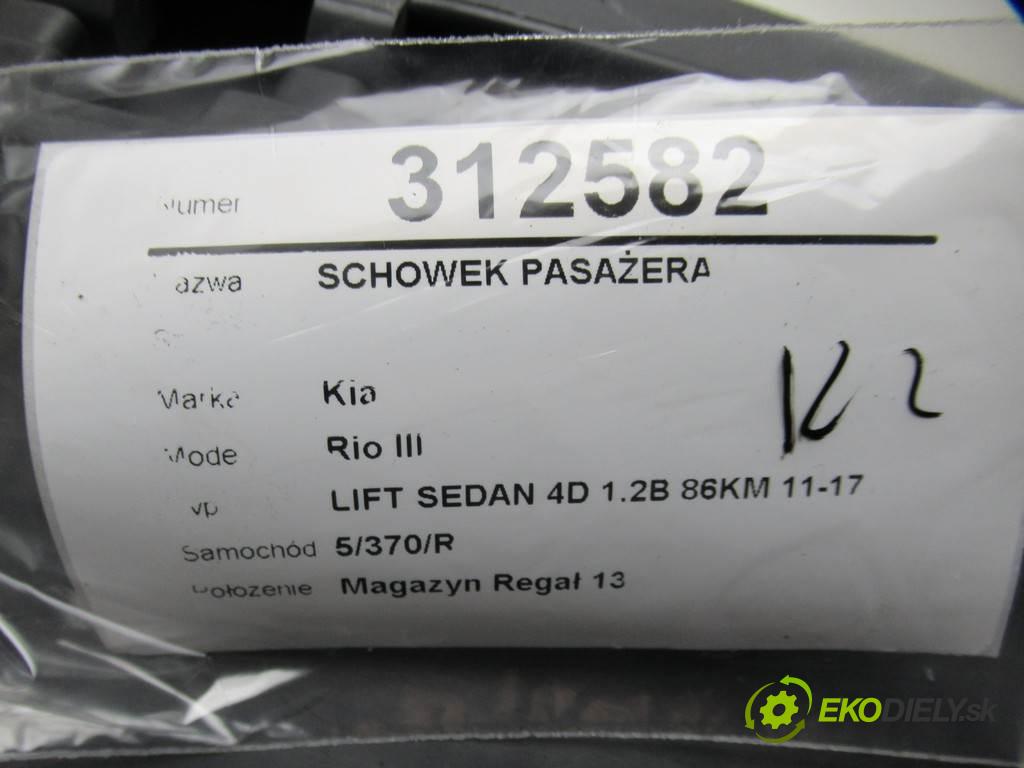 Numer 312582
Nazwa SCHOWEK PASAŻERA
Marka Kia
Model Rio III
Typ LIFT SEDAN 4D 1.2B 86KM 11-17
Samochód 5/370/R
Położenie Magazyn Regał 13
EKODIELY.sk